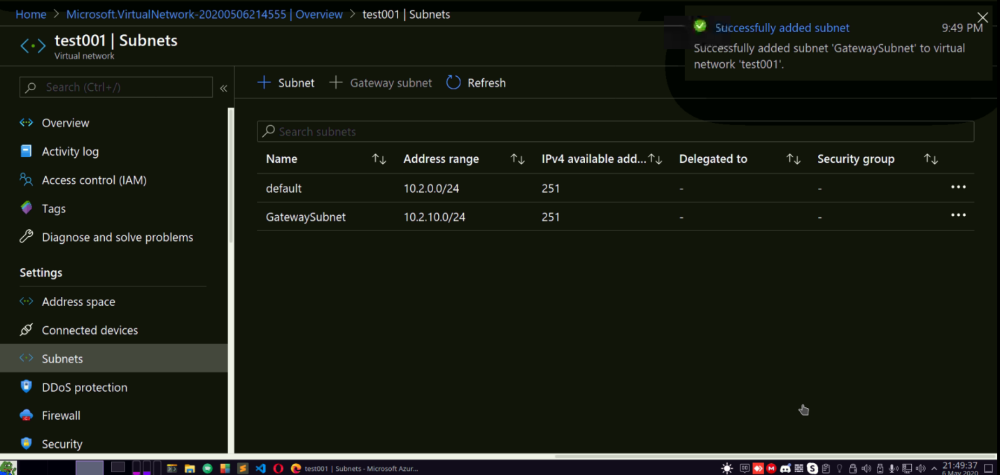 Home > Microsoft.VirtualNetwork-20200506214555 | Overview > test001 | Subnets
test001 | Subnets
Virtual network
Successfully added subnet 9:49 PM
Successfully added subnet 'GatewaySubnet' to virtual
network 'test001'.
Search (Ctrl+/) «
Overview
Activity log
Access control (IAM)
Tags
Diagnose and solve problems
Settings
Address space
Connected devices
Subnets
DDoS protection
Firewall
Security
+ Subnet + Gateway subnet Refresh
Search subnets
Name Address range IPv4 available add... Delegated to Security group
default 10.2.0.0/24 251 - - ...
GatewaySubnet 10.2.10.0/24 251 - - ...
test001 | Subnets - Microsoft Azur...
21:49:37
6 May 2020